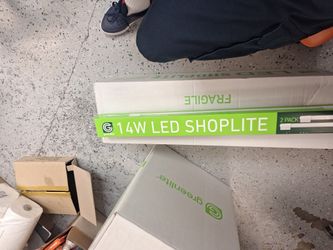 FRAGILE
G 14W LED SHOPLITE
2 PACK
greenlite